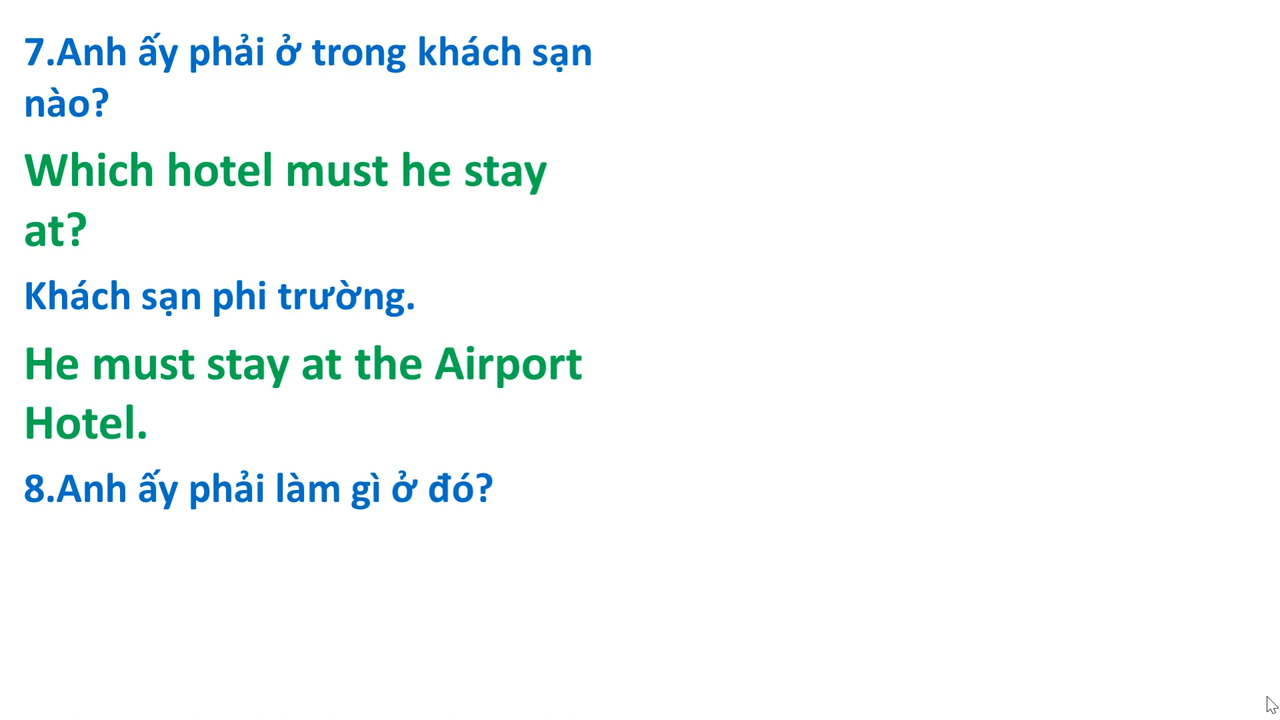 7.Anh ấy phải ở trong khách sạn
nào?
Which hotel must he stay
at?
Khách sạn phi trường.
He must stay at the Airport
Hotel.
8.Anh ấy phải làm gì ở đó?